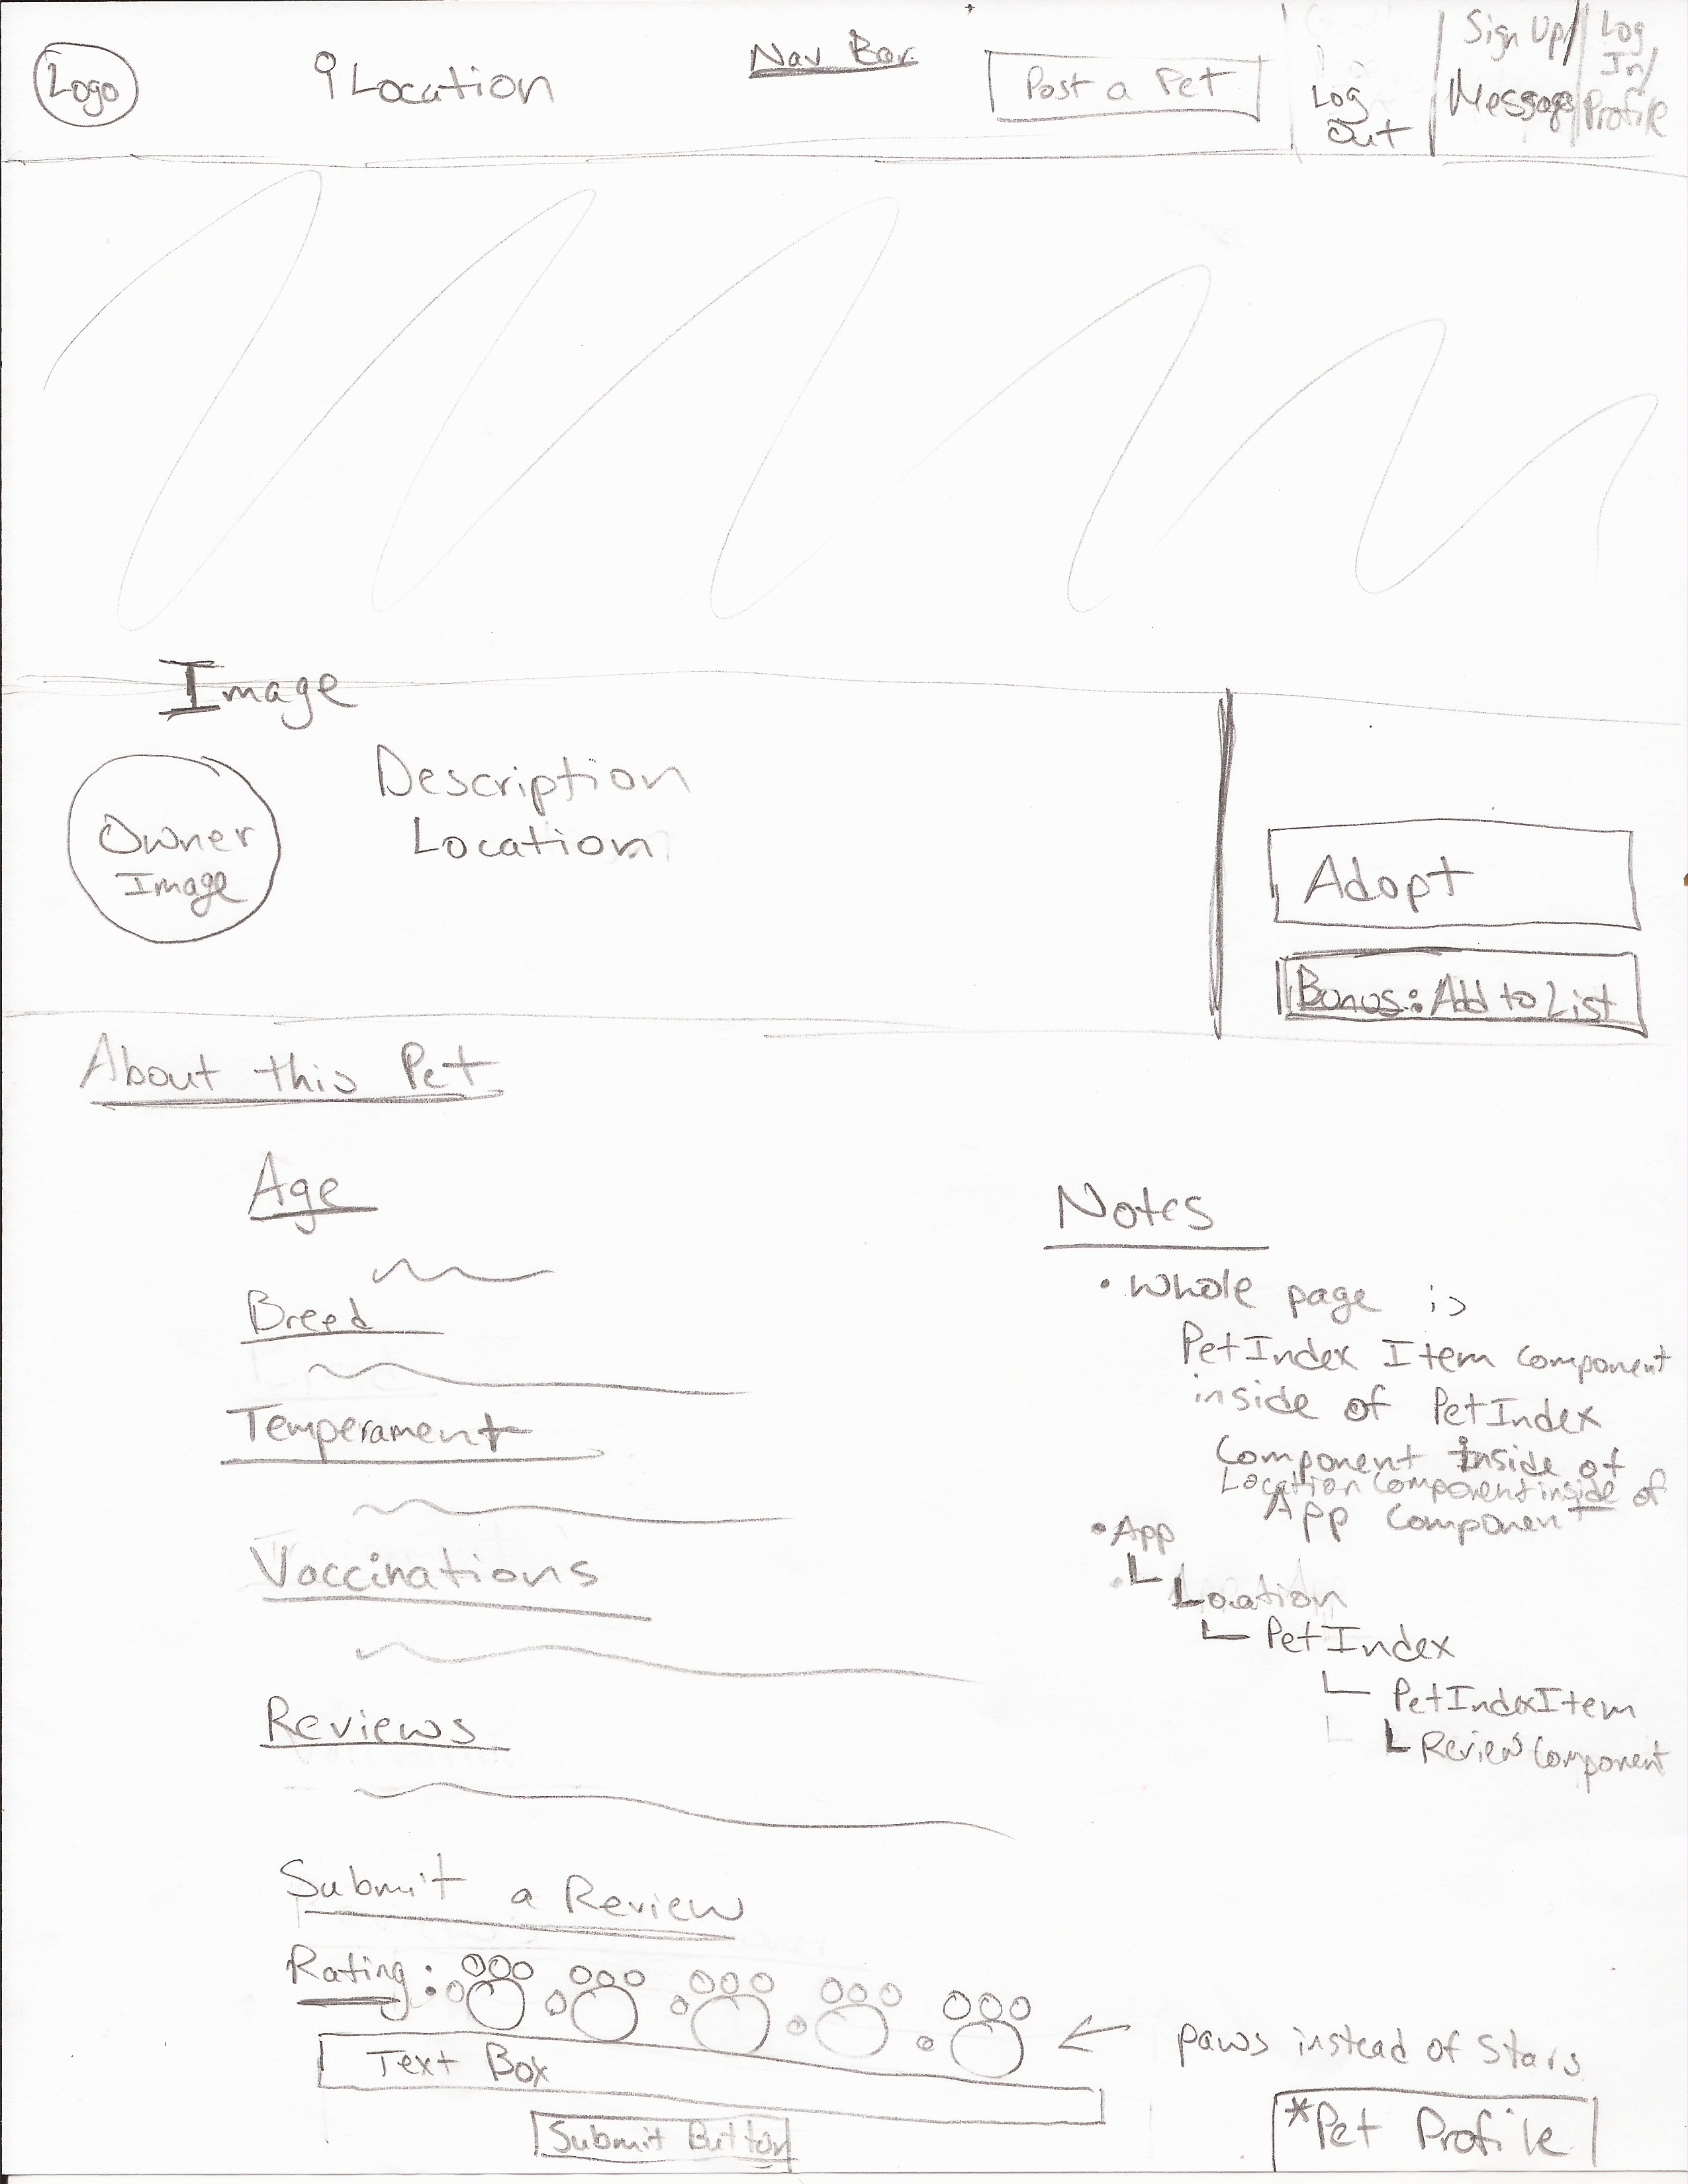 Logo
Location
Nav Bar
Post a Pet
Log
Out
Sign Up/
Messages
Log
In/
Profile
Image
Owner
Image
Description
Location
Adopt
Bonus: Add to List
About this Pet
Age
Breed
Temperament
Vaccinations
Reviews
Submit a Review
Rating:
Text Box
Submit Button
Notes
• Whole page is
PetIndex Item component
inside of PetIndex
Component inside of
Location Component inside of
App Component
• App
Location
PetIndex
PetIndexItem
Review Component
paws instead of stars
*Pet Profile